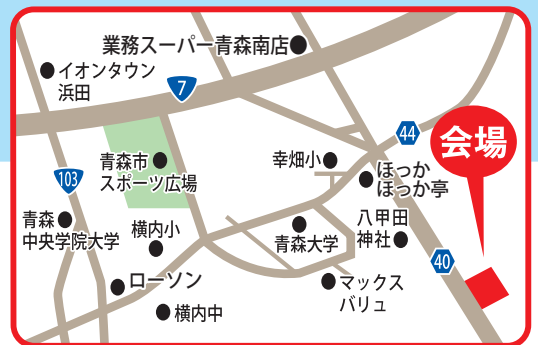 業務スーパー青森南店
イオンタウン
浜田
7
44
会場
103
青森市
スポーツ広場
幸畑小
ほっか
ほっか亭
青森
中央学院大学
横内小
青森大学
八甲田
神社
40
ローソン
マックス
バリュ
横内中